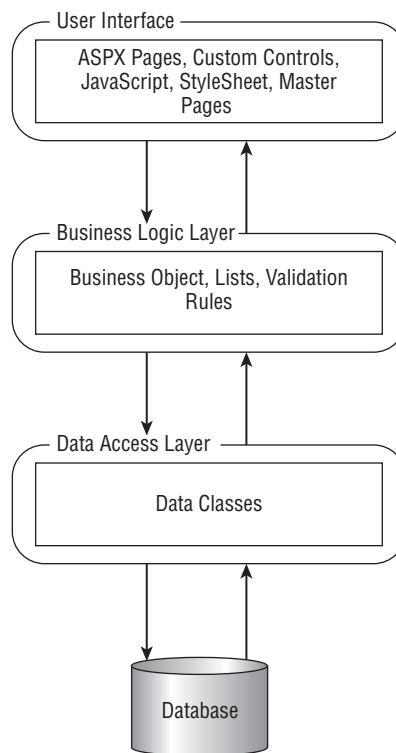 User Interface
ASPX Pages, Custom Controls,
JavaScript, StyleSheet, Master
Pages
Business Logic Layer
Business Object, Lists, Validation
Rules
Data Access Layer
Data Classes
Database